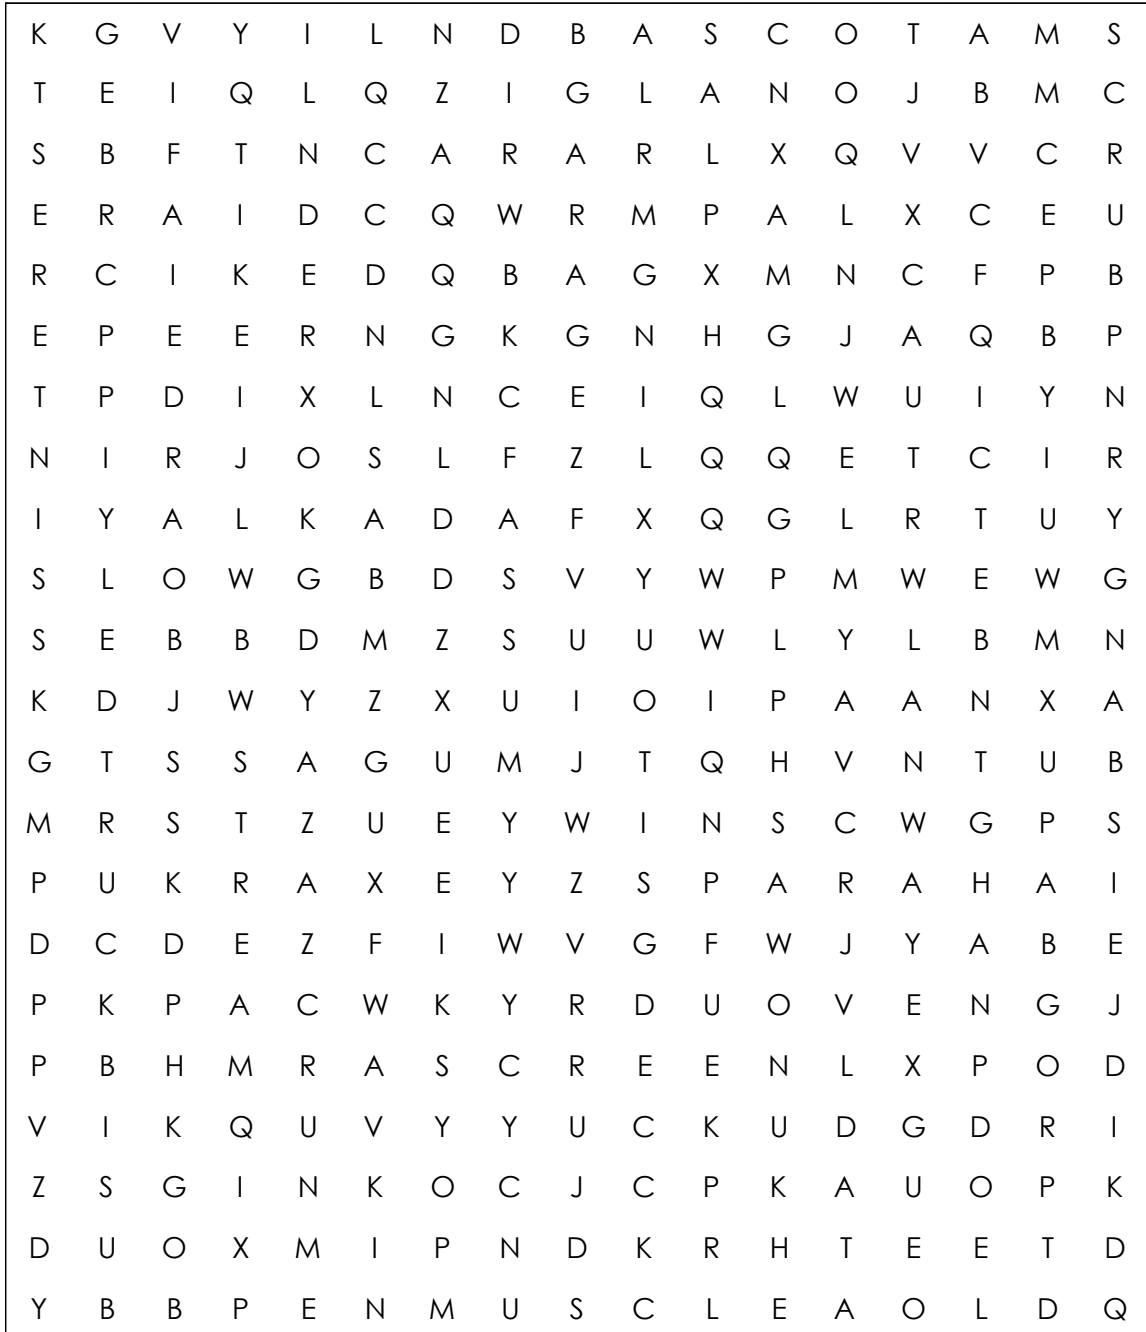 K G V Y I L N D B A S C O T A M S
T E I Q L Q Z I G L A N O J B M C
S B F T N C A R A R L X Q V V C R
E R A I D C Q W R M P A L X C E U
R C I K E D Q B A G X M N C F P B
E P E E R N G K G N H G J A Q B P
T P D I X L N C E I Q L W U I Y N
N I R J O S L F Z L Q Q E T C I R
I Y A L K A D A F X Q G L R T U Y
S L O W G B D S V Y W P M W E W G
S E B B D M Z S U U W L Y L B M N
K D J W Y Z X U I O I P A A N X A
G T S S A G U M J T Q H V N T U B
M R S T Z U E Y W I N S C W G P S
P U K R A X E Y Z S P A R A H A I
D C D E Z F I W V G F W J Y A B E
P K P A C W K Y R D U O V E N G J
P B H M R A S C R E E N L X P O D
V I K Q U V Y Y U C K U D G D R I
Z S G I N K O C J C P K A U O P K
D U O X M I P N D K R H T E E T D
Y B B P E N M U S C L E A O L D Q